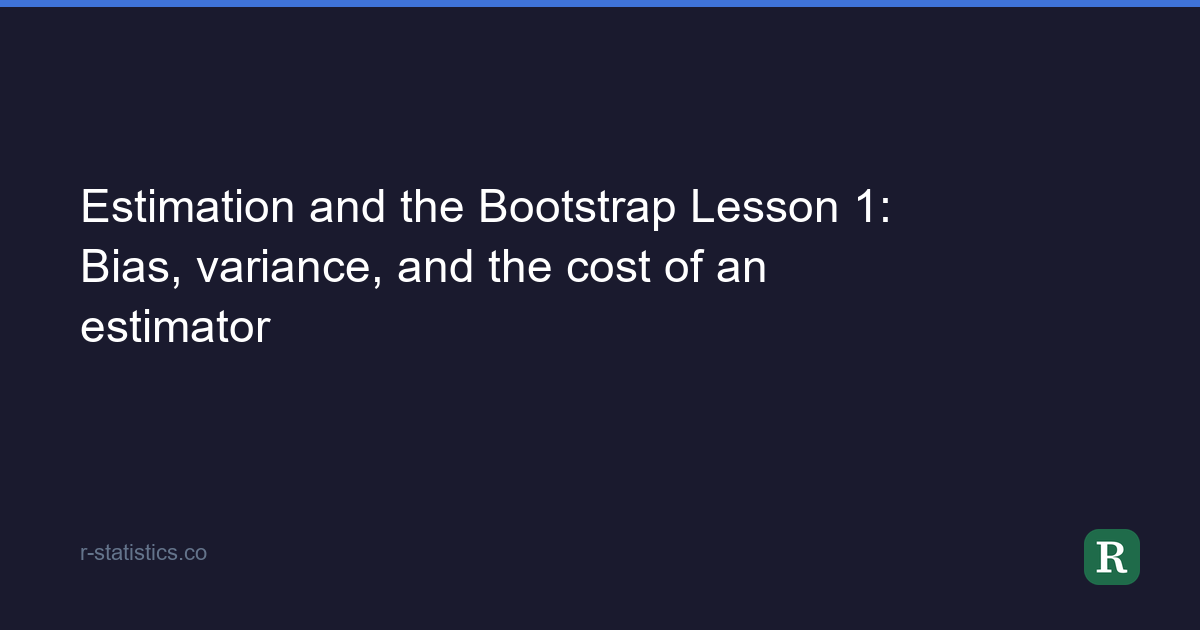 Estimation and the Bootstrap Lesson 1:
Bias, variance, and the cost of an
estimator
r-statistics.co
R